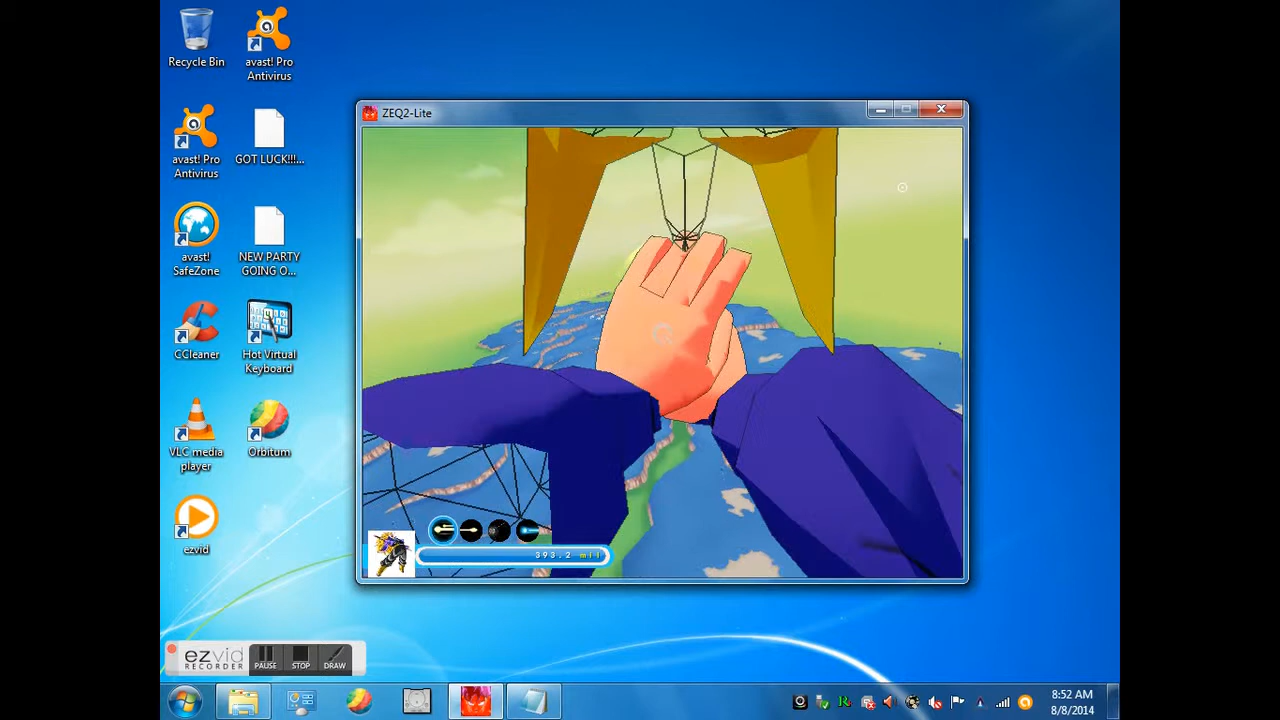 Recycle Bin
avast! Pro
Antivirus
avast! Pro
Antivirus
GOT LUCK!!!...
avast!
SafeZone
NEW PARTY
GOING O...
CCleaner
Hot Virtual
Keyboard
VLC media
player
Orbitum
ezvid
ZEQ2-Lite
393.2 mil
ezvid
RECORDER
PAUSE
STOP
DRAW
8:52 AM
8/8/2014